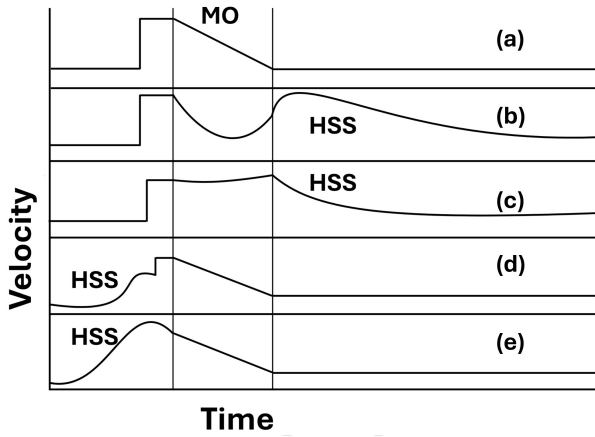 MO
(a)
HSS
(b)
HSS
(c)
HSS
(d)
HSS
(e)
Velocity
Time